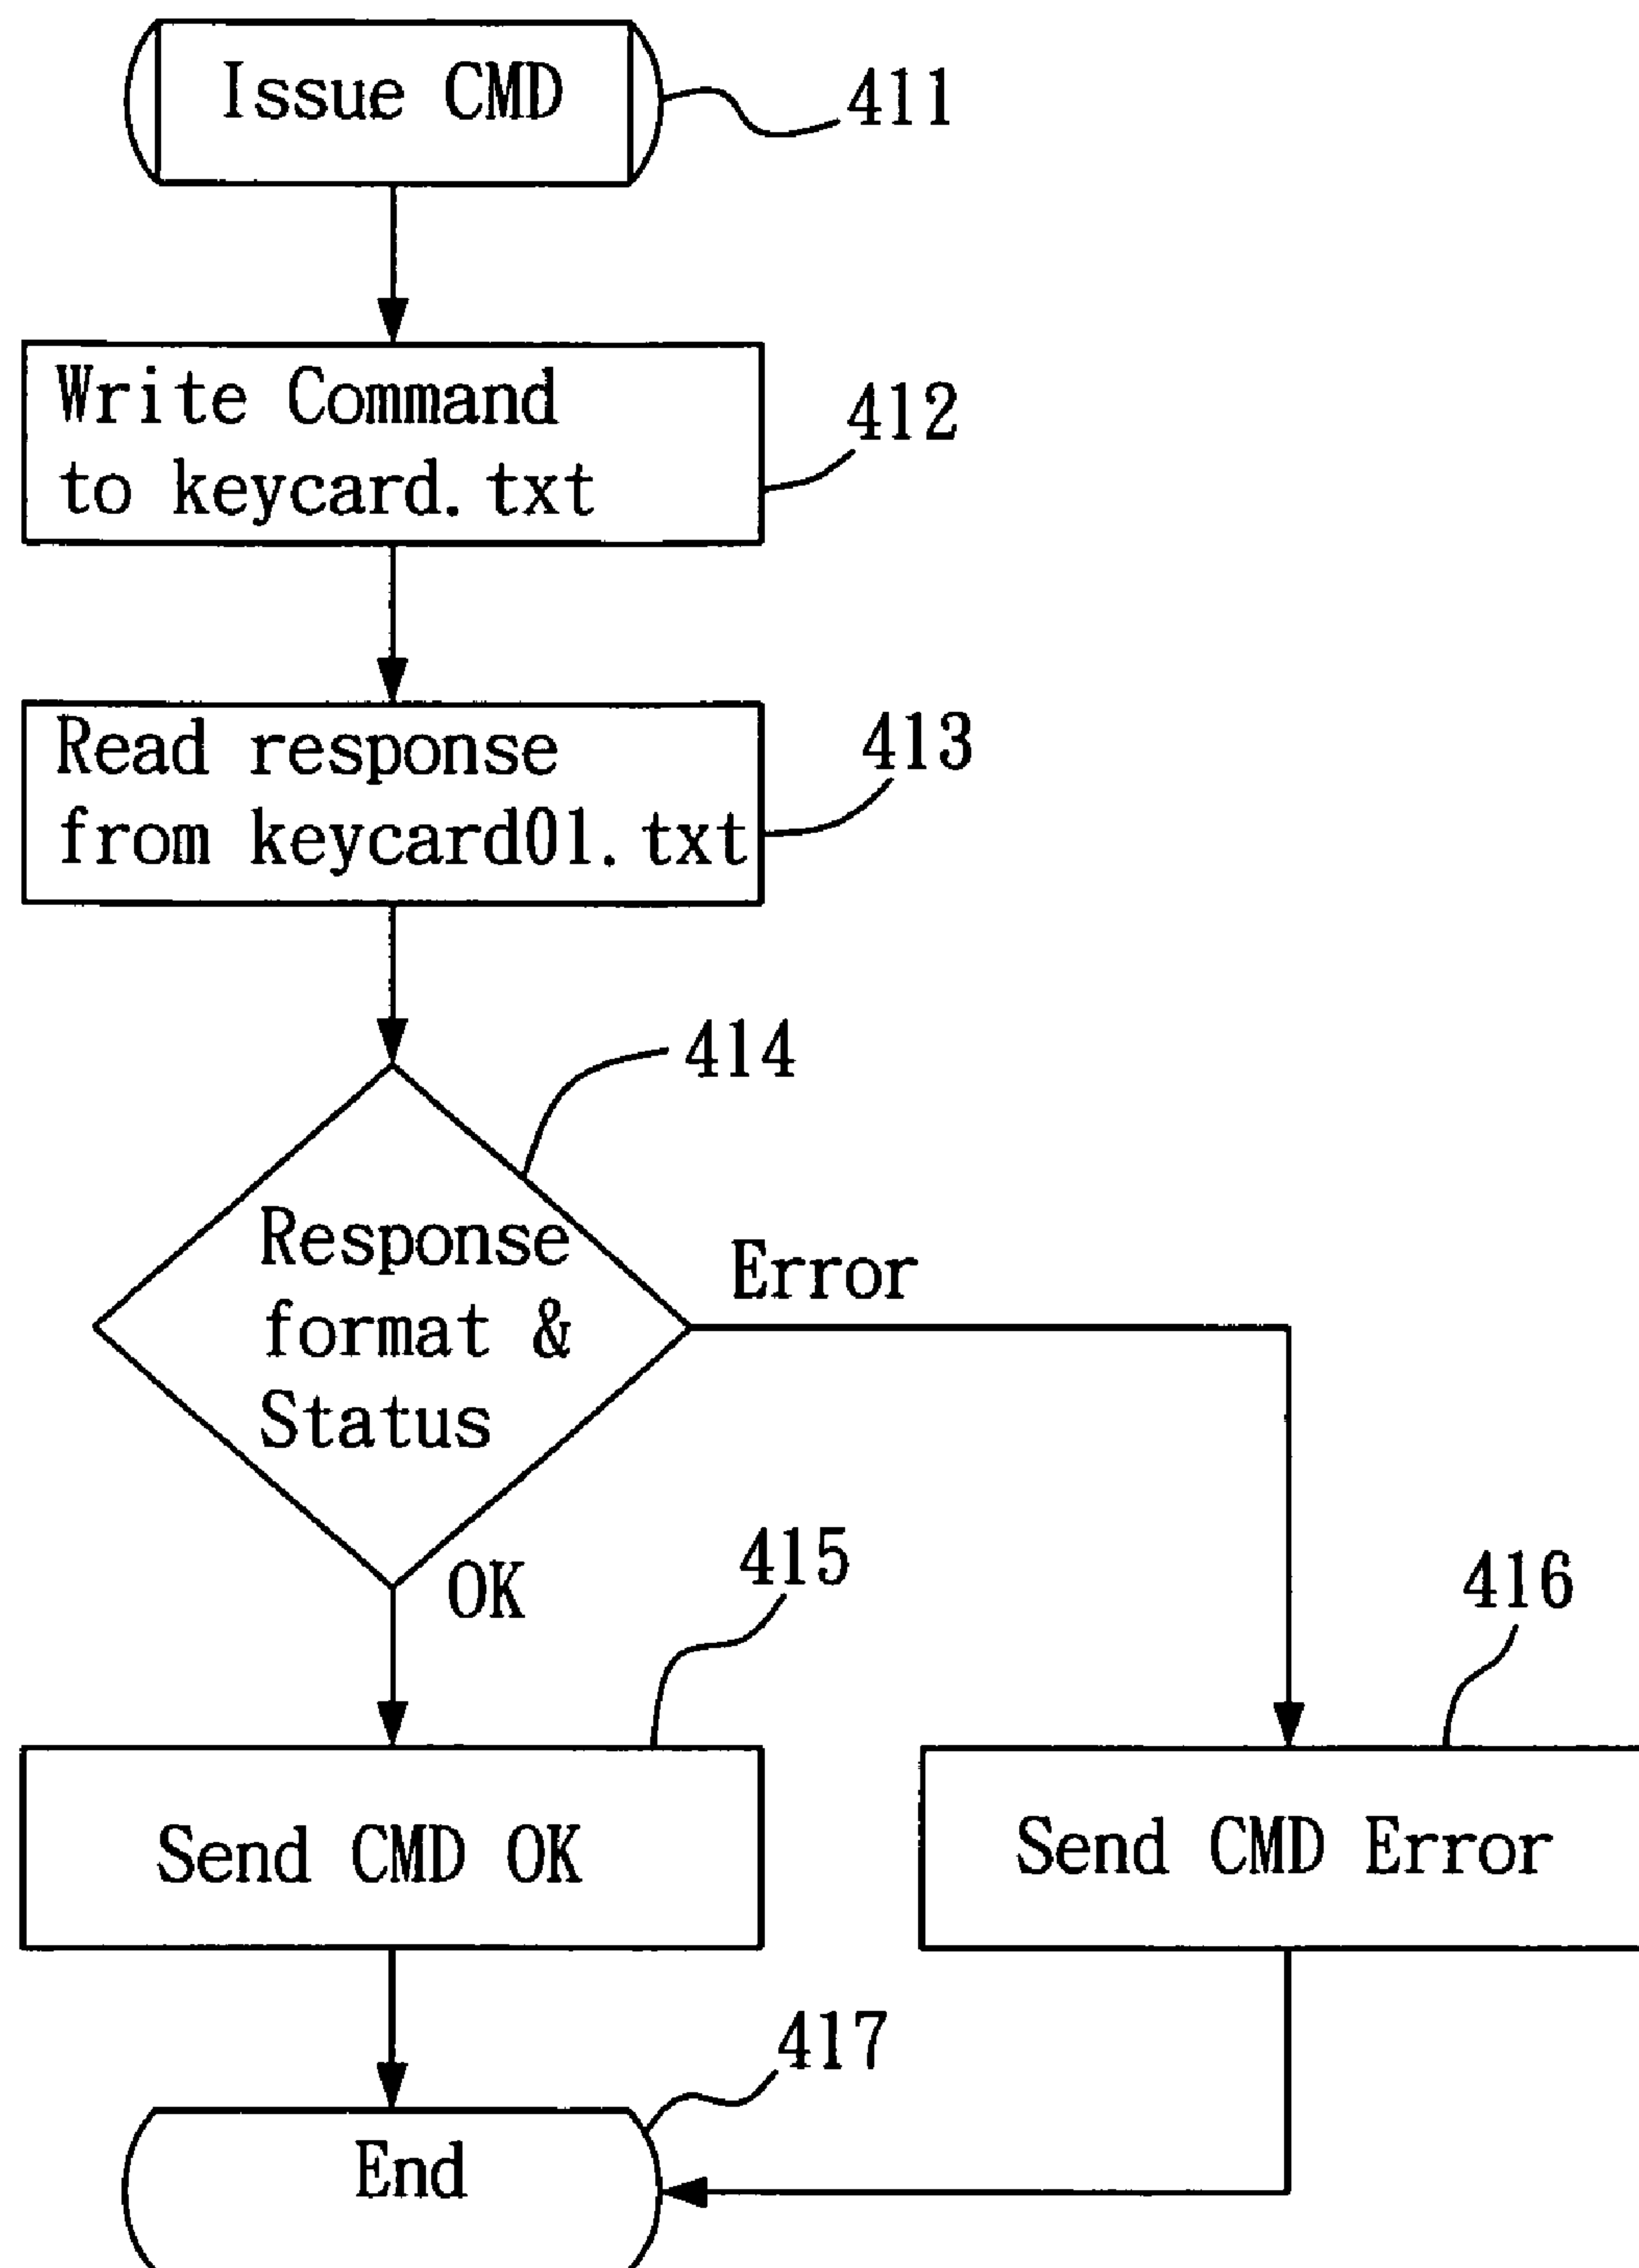 Issue CMD
411
Write Command
to keycard.txt
412
Read response
from keycard01.txt
413
414
Response
format &
Status
Error
OK
415
416
Send CMD OK
Send CMD Error
417
End